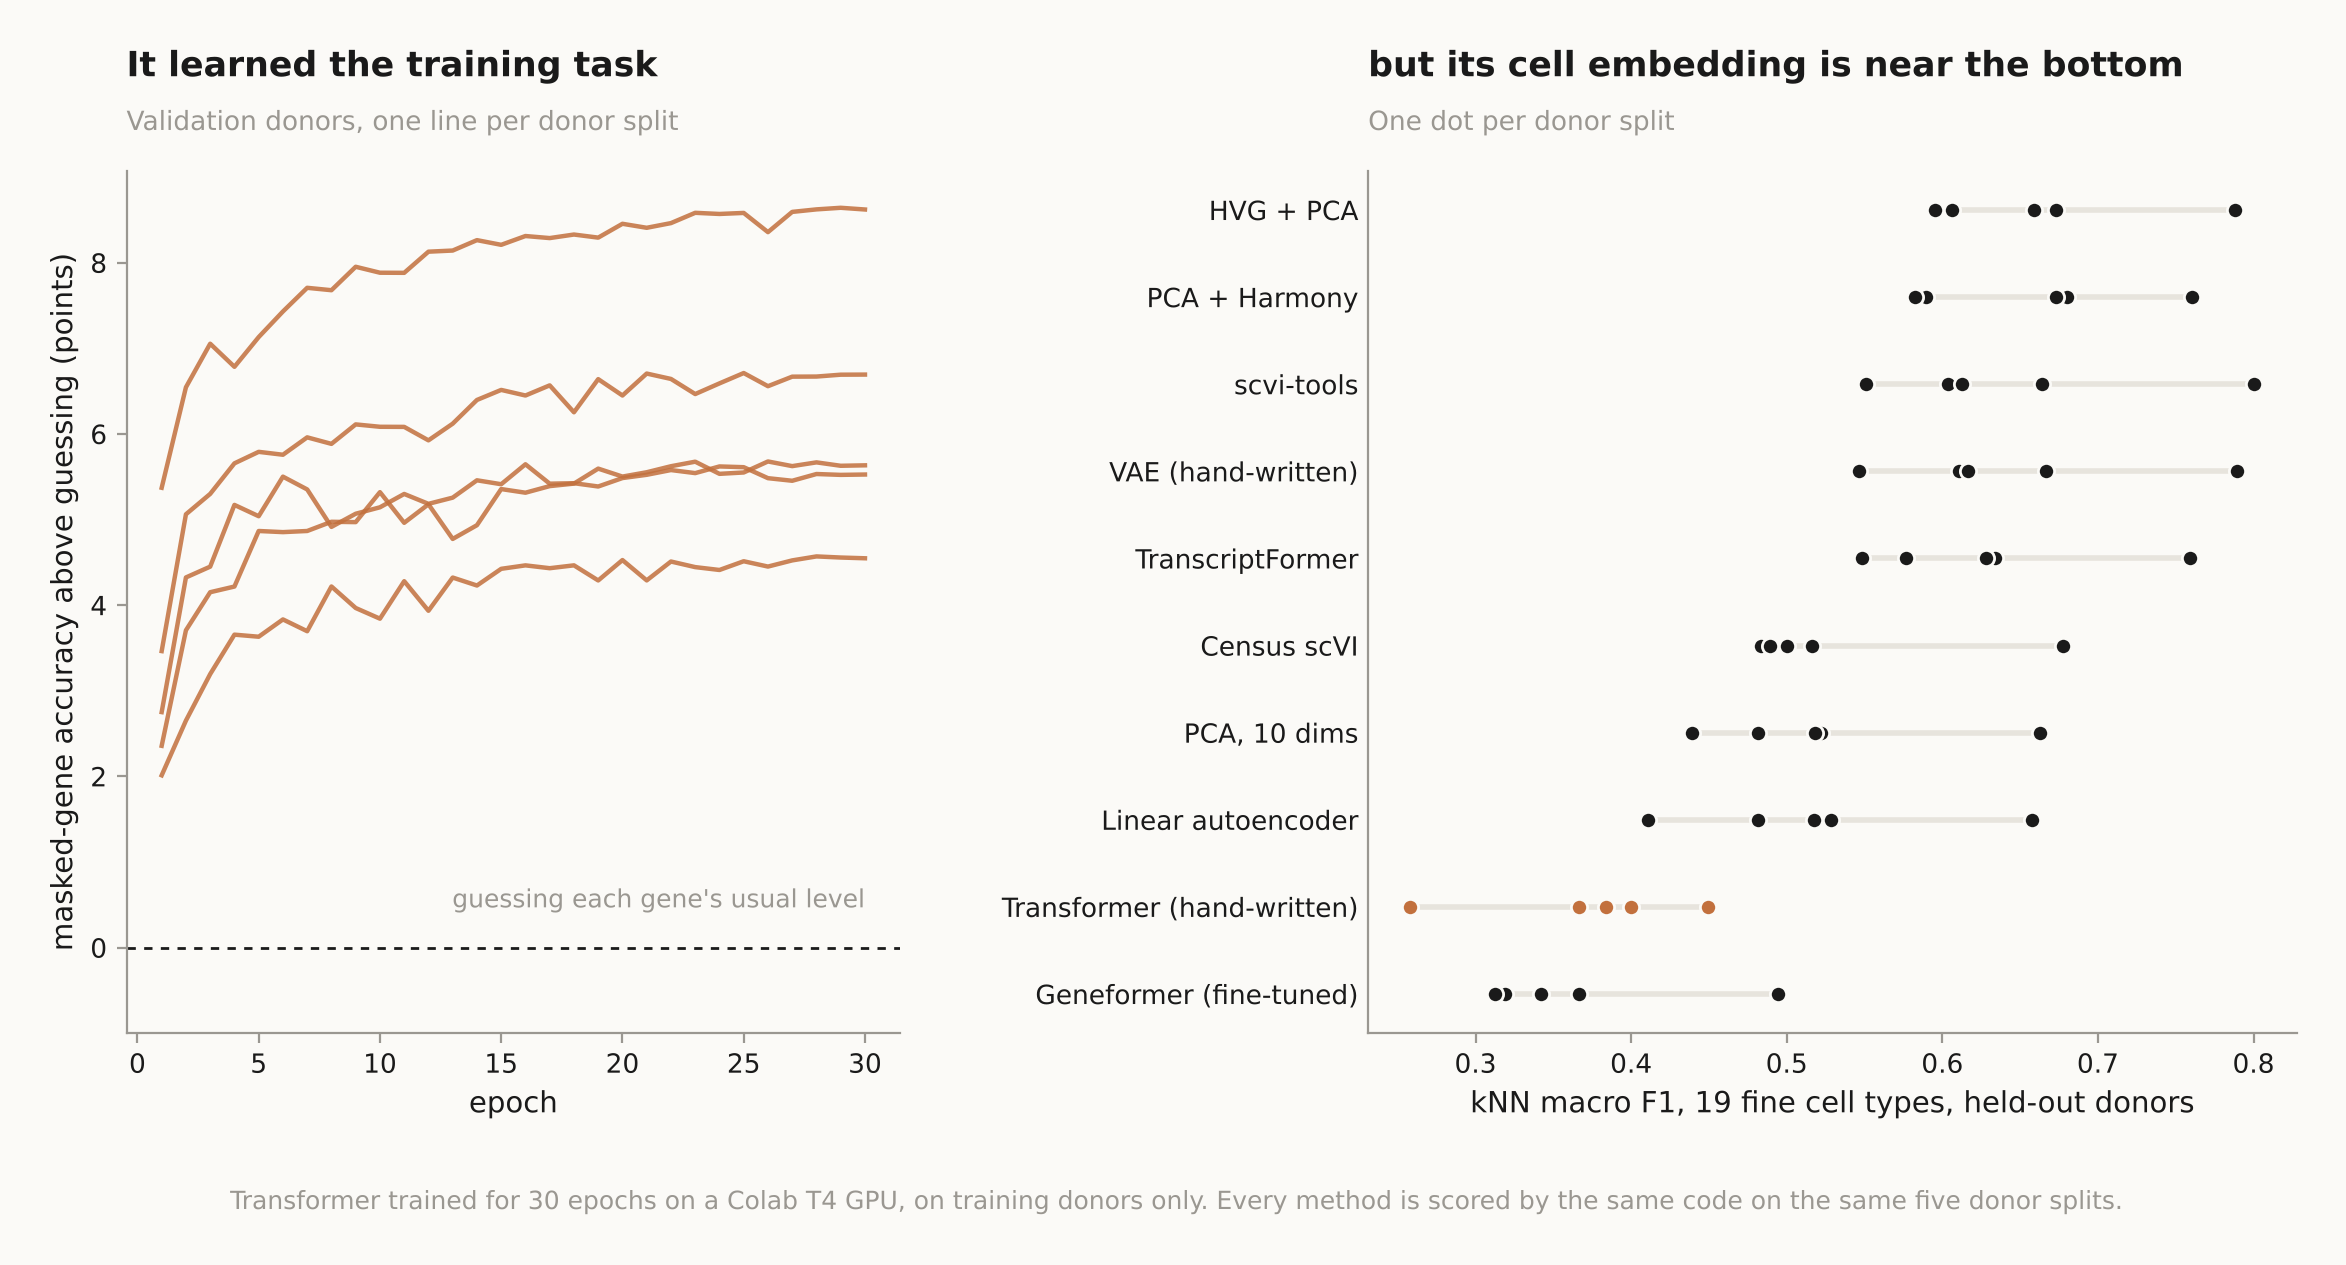 It learned the training task
Validation donors, one line per donor split
masked-gene accuracy above guessing (points)
8
6
4
2
0
guessing each gene's usual level
0 5 10 15 20 25 30
epoch
but its cell embedding is near the bottom
One dot per donor split
HVG + PCA
PCA + Harmony
scvi-tools
VAE (hand-written)
TranscriptFormer
Census scVI
PCA, 10 dims
Linear autoencoder
Transformer (hand-written)
Geneformer (fine-tuned)
0.3 0.4 0.5 0.6 0.7 0.8
kNN macro F1, 19 fine cell types, held-out donors
Transformer trained for 30 epochs on a Colab T4 GPU, on training donors only. Every method is scored by the same code on the same five donor splits.